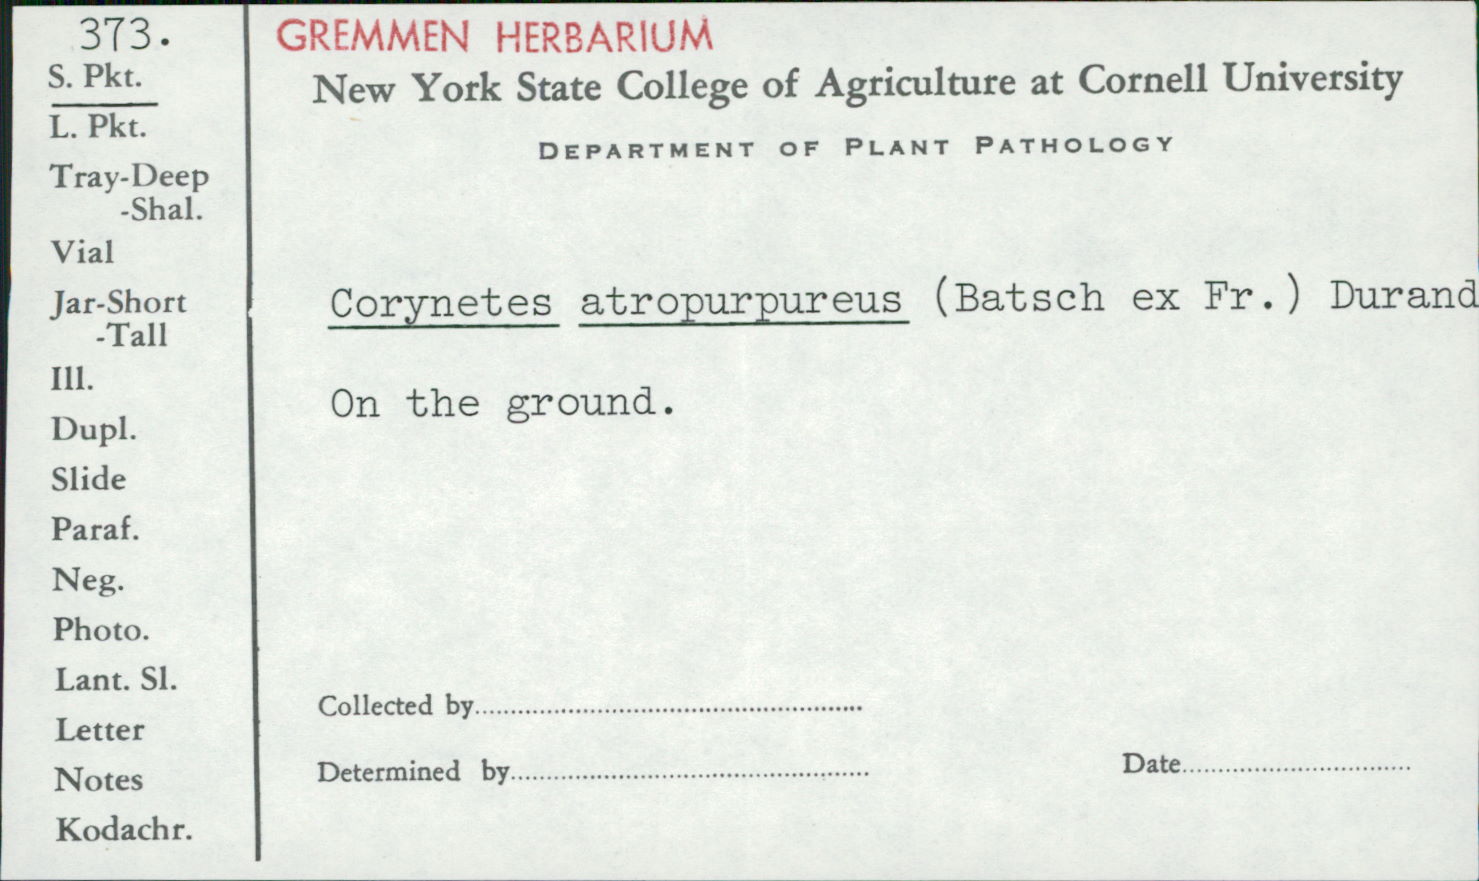 373.
S. Pkt.
L. Pkt.
Tray-Deep
-Shal.
Vial
Jar-Short
-Tall
Ill.
Dupl.
Slide
Paraf.
Neg.
Photo.
Lant. Sl.
Letter
Notes
Kodachr.
GREMMEN HERBARIUM
New York State College of Agriculture at Cornell University
DEPARTMENT OF PLANT PATHOLOGY
Corynetes atropurpureus (Batsch ex Fr.) Durand
On the ground.
Collected by
Determined by
Date